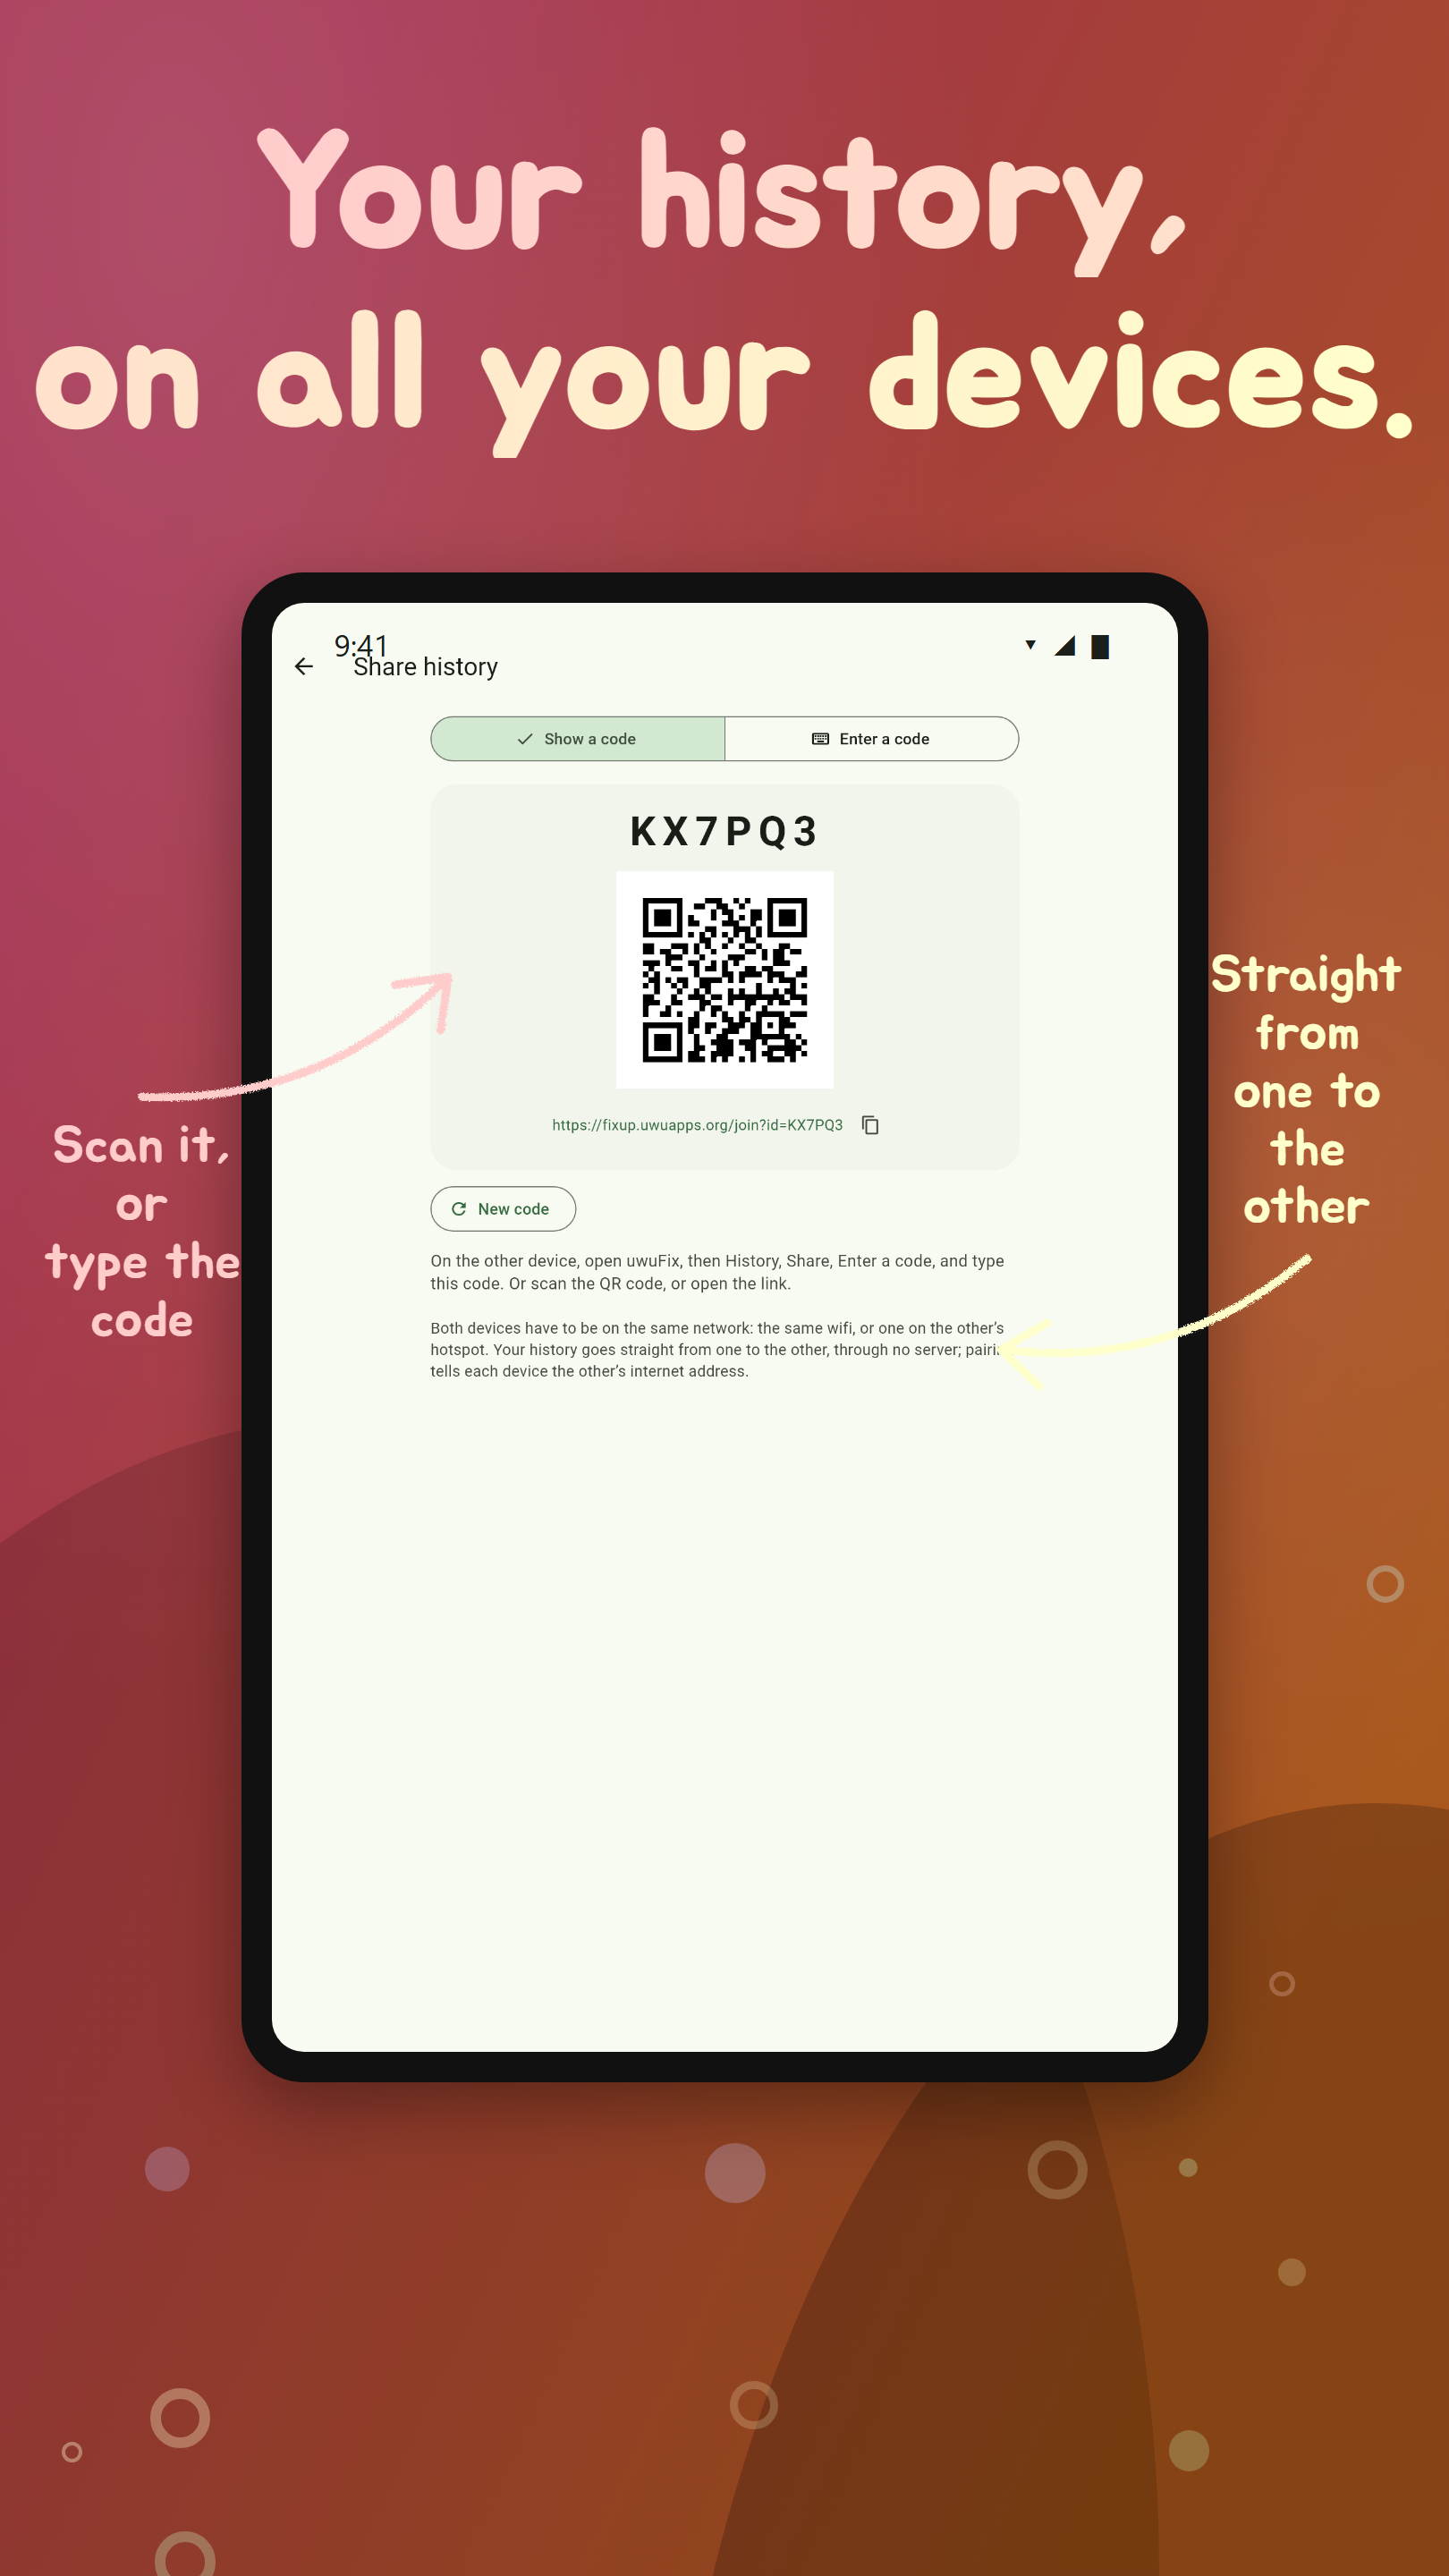 Your history,
on all your devices.
9:41
Share history
Show a code
Enter a code
KX7PQ3
https://fixup.uwuapps.org/join?id=KX7PQ3
New code
On the other device, open uwuFix, then History, Share, Enter a code, and type
this code. Or scan the QR code, or open the link.
Both devices have to be on the same network: the same wifi, or one on the other’s
hotspot. Your history goes straight from one to the other, through no server;
tells each device the other’s internet address.
Scan it,
or
type the
code
Straight
from
one to
the
other